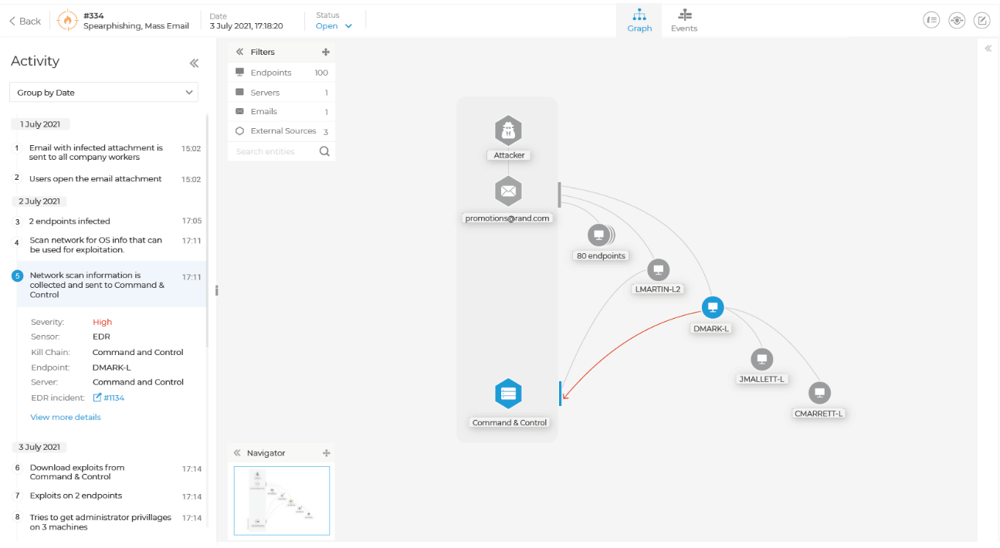 Back
#334
Spearphishing, Mass Email
Date
3 July 2021, 17:18:20
Status
Open
Graph
Events
Activity
Group by Date
1 July 2021
1 Email with infected attachment is 15:02
sent to all company workers
2 Users open the email attachment 15:02
2 July 2021
3 2 endpoints infected 17:05
4 Scan network for OS info that can 17:11
be used for exploitation.
5 Network scan information is 17:11
collected and sent to Command &
Control
Severity: High
Sensor: EDR
Kill Chain: Command and Control
Endpoint: DMARK-L
Server: Command and Control
EDR incident: #1134
View more details
3 July 2021
6 Download exploits from 17:14
Command & Control
7 Exploits on 2 endpoints 17:14
8 Tries to get administrator privillages 17:14
on 3 machines
Filters
Endpoints 100
Servers 1
Emails 1
External Sources 3
Search entities
Attacker
promotions@rand.com
80 endpoints
LMARTIN-L2
DMARK-L
JMALLETT-L
CMARRETT-L
Command & Control
Navigator